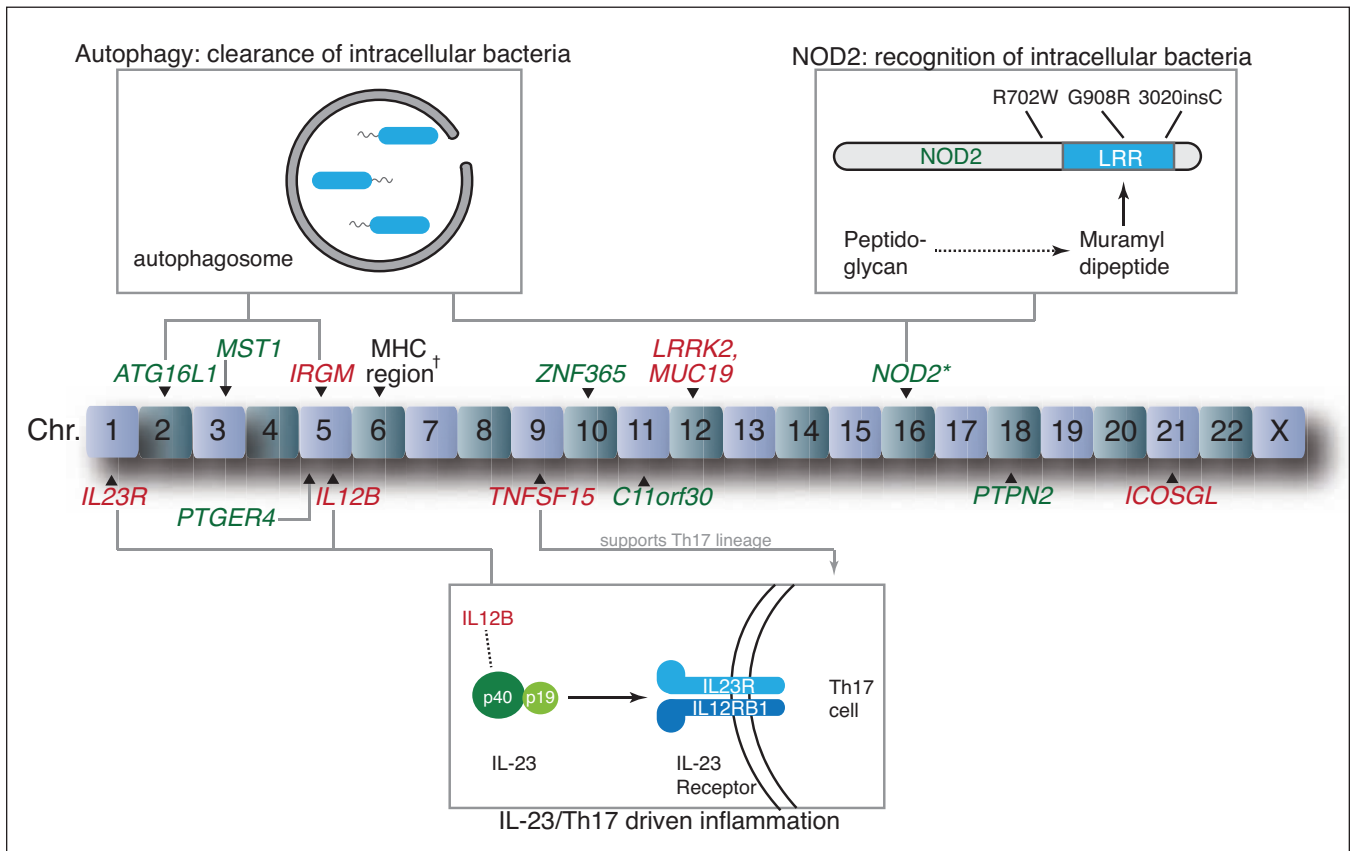 Autophagy: clearance of intracellular bacteria
autophagosome
NOD2: recognition of intracellular bacteria
R702W G908R 3020insC
NOD2 LRR
Peptido-
glycan
Muramyl
dipeptide
ATG16L1
MST1
IRGM
MHC
region†
ZNF365
LRRK2,
MUC19
NOD2*
Chr. 1 2 3 4 5 6 7 8 9 10 11 12 13 14 15 16 17 18 19 20 21 22 X
IL23R
PTGER4
IL12B
TNFSF15
C11orf30
PTPN2
ICOSGL
supports Th17 lineage
IL12B
p40 p19
IL-23
IL23R
IL12RB1
IL-23
Receptor
Th17
cell
IL-23/Th17 driven inflammation